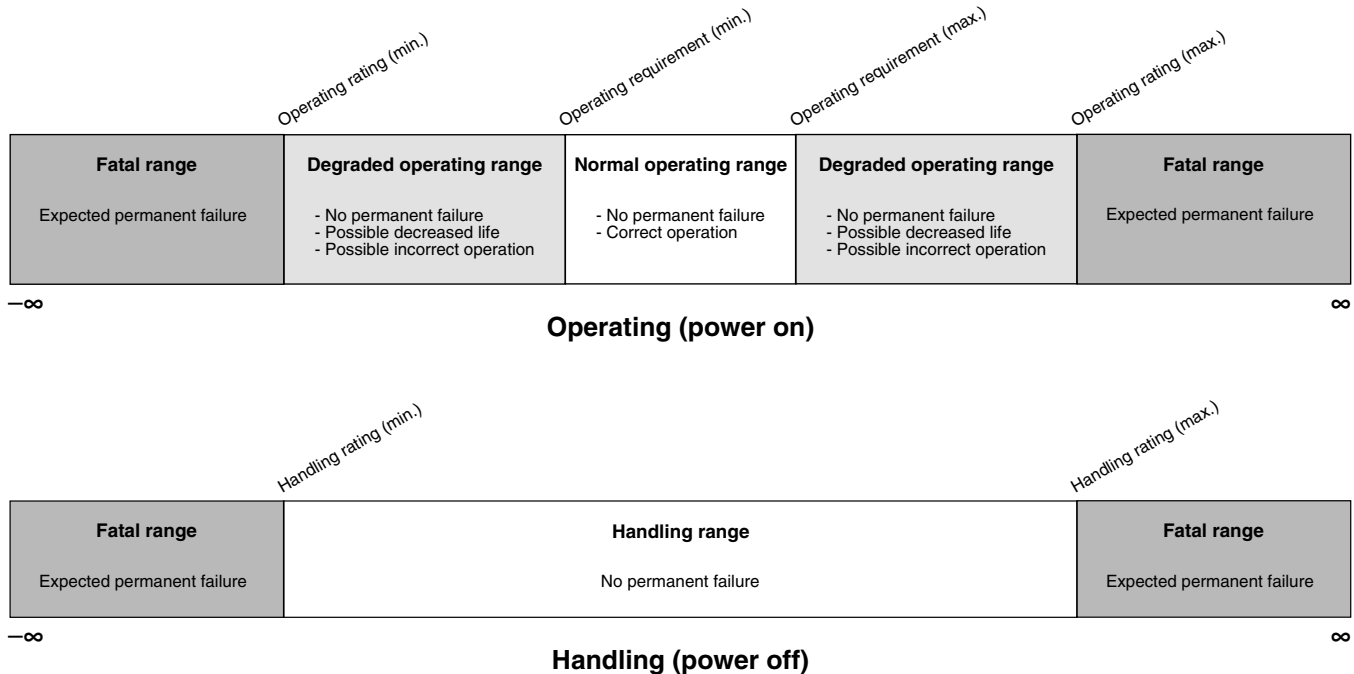 Operating rating (min.)
Operating requirement (min.)
Operating requirement (max.)
Operating rating (max.)
Fatal range
Expected permanent failure
Degraded operating range
- No permanent failure
- Possible decreased life
- Possible incorrect operation
Normal operating range
- No permanent failure
- Correct operation
Degraded operating range
- No permanent failure
- Possible decreased life
- Possible incorrect operation
Fatal range
Expected permanent failure
–∞
∞
Operating (power on)
Handling rating (min.)
Handling rating (max.)
Fatal range
Expected permanent failure
Handling range
No permanent failure
Fatal range
Expected permanent failure
–∞
∞
Handling (power off)